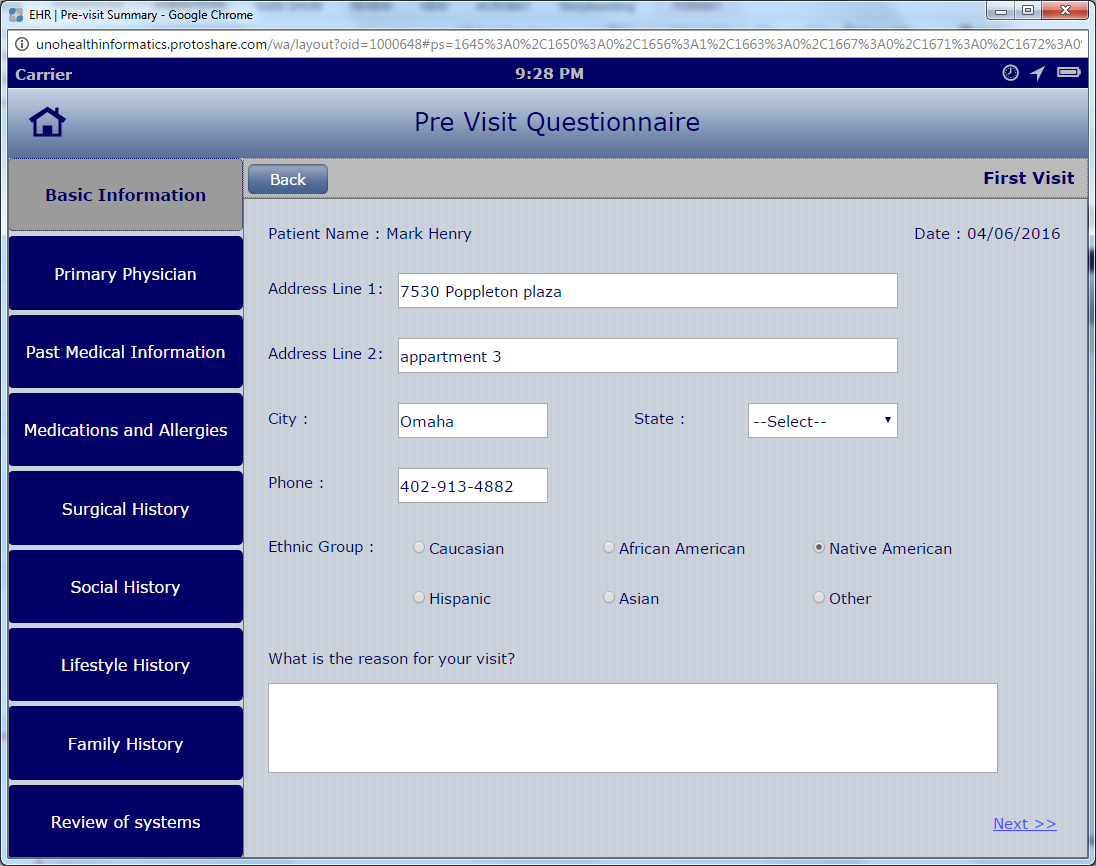 EHR | Pre-visit Summary - Google Chrome
unohealthinformatics.protoshare.com/wa/layout?oid=1000648#ps=1645%3A0%2C1650%3A0%2C1656%3A1%2C1663%3A0%2C1667%3A0%2C1671%3A0%2C1672%3A0
Carrier 9:28 PM
Pre Visit Questionnaire
Basic Information
Back First Visit
Patient Name : Mark Henry Date : 04/06/2016
Primary Physician
Address Line 1: 7530 Poppleton plaza
Past Medical Information
Address Line 2: appartment 3
Medications and Allergies
City : Omaha State : --Select--
Surgical History
Phone : 402-913-4882
Social History
Ethnic Group : Caucasian African American Native American
Hispanic Asian Other
Lifestyle History
What is the reason for your visit?
Family History
Review of systems
Next >>